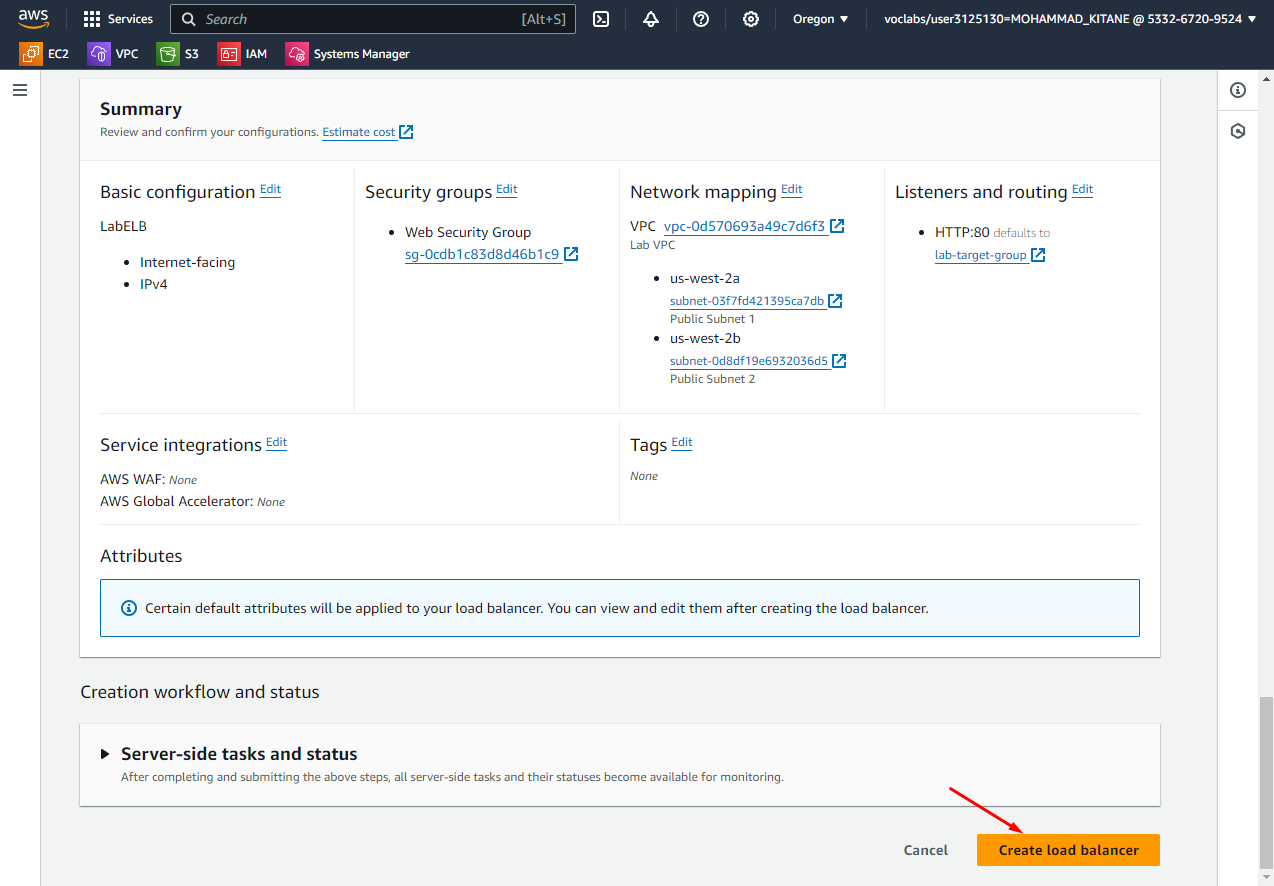 aws
Services
Search
[Alt+S]
Oregon
voclabs/user3125130=MOHAMMAD_KITANE @ 5332-6720-9524
EC2
VPC
S3
IAM
Systems Manager
Summary
Review and confirm your configurations. Estimate cost
Basic configuration Edit
LabELB
Internet-facing
IPv4
Security groups Edit
Web Security Group
sg-0cdb1c83d8d46b1c9
Network mapping Edit
VPC vpc-0d570693a49c7d6f3
Lab VPC
us-west-2a
subnet-03f7fd421395ca7db
Public Subnet 1
us-west-2b
subnet-0d8df19e6932036d5
Public Subnet 2
Listeners and routing Edit
HTTP:80 defaults to
lab-target-group
Service integrations Edit
AWS WAF: None
AWS Global Accelerator: None
Tags Edit
None
Attributes
Certain default attributes will be applied to your load balancer. You can view and edit them after creating the load balancer.
Creation workflow and status
Server-side tasks and status
After completing and submitting the above steps, all server-side tasks and their statuses become available for monitoring.
Cancel
Create load balancer